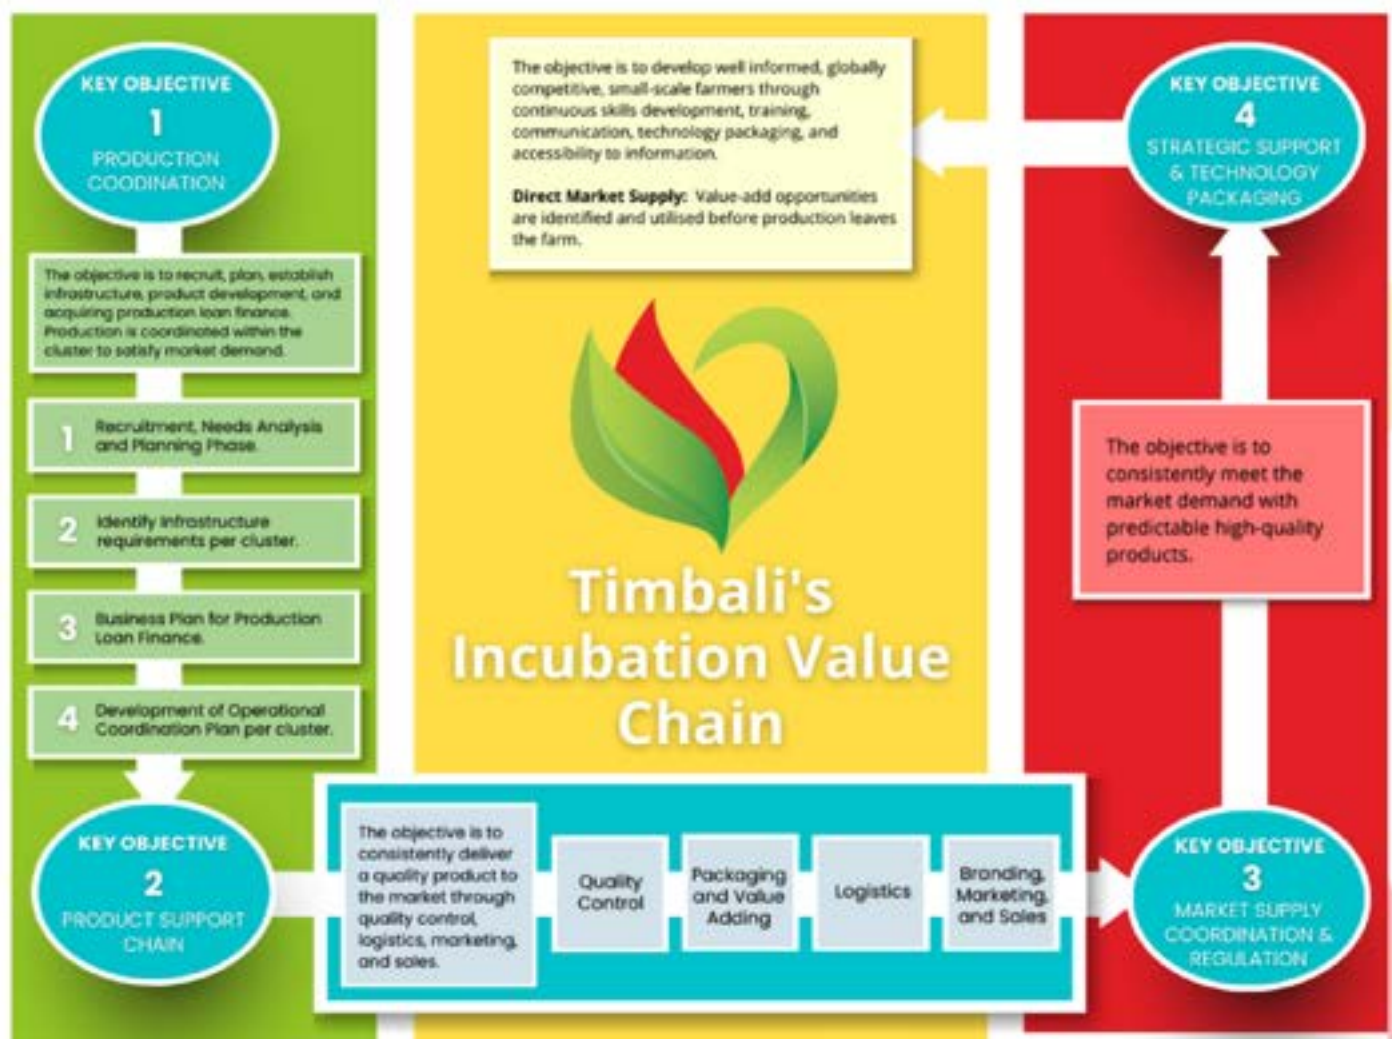 KEY OBJECTIVE
1
PRODUCTION
COODINATION
The objective is to recruit, plan, establish
infrastructure, product development, and
acquiring production loan finance.
Production is coordinated within the
cluster to satisfy market demand.
1
Recruitment, Needs Analysis
and Planning Phase.
2
Identify Infrastructure
requirements per cluster.
3
Business Plan for Production
Loan Finance.
4
Development of Operational
Coordination Plan per cluster.
KEY OBJECTIVE
2
PRODUCT SUPPORT
CHAIN
The objective is to
consistently deliver
a quality product to
the market through
quality control,
logistics, marketing,
and sales.
Quality
Control
Packaging
and Value
Adding
Logistics
Branding,
Marketing,
and Sales
KEY OBJECTIVE
3
MARKET SUPPLY
COORDINATION &
REGULATION
The objective is to
consistently meet the
market demand with
predictable high-quality
products.
KEY OBJECTIVE
4
STRATEGIC SUPPORT
& TECHNOLOGY
PACKAGING
The objective is to develop well informed, globally
competitive, small-scale farmers through
continuous skills development, training,
communication, technology packaging, and
accessibility to information.
Direct Market Supply: Value-add opportunities
are identified and utilised before production leaves
the farm.
Timbali's
Incubation Value
Chain